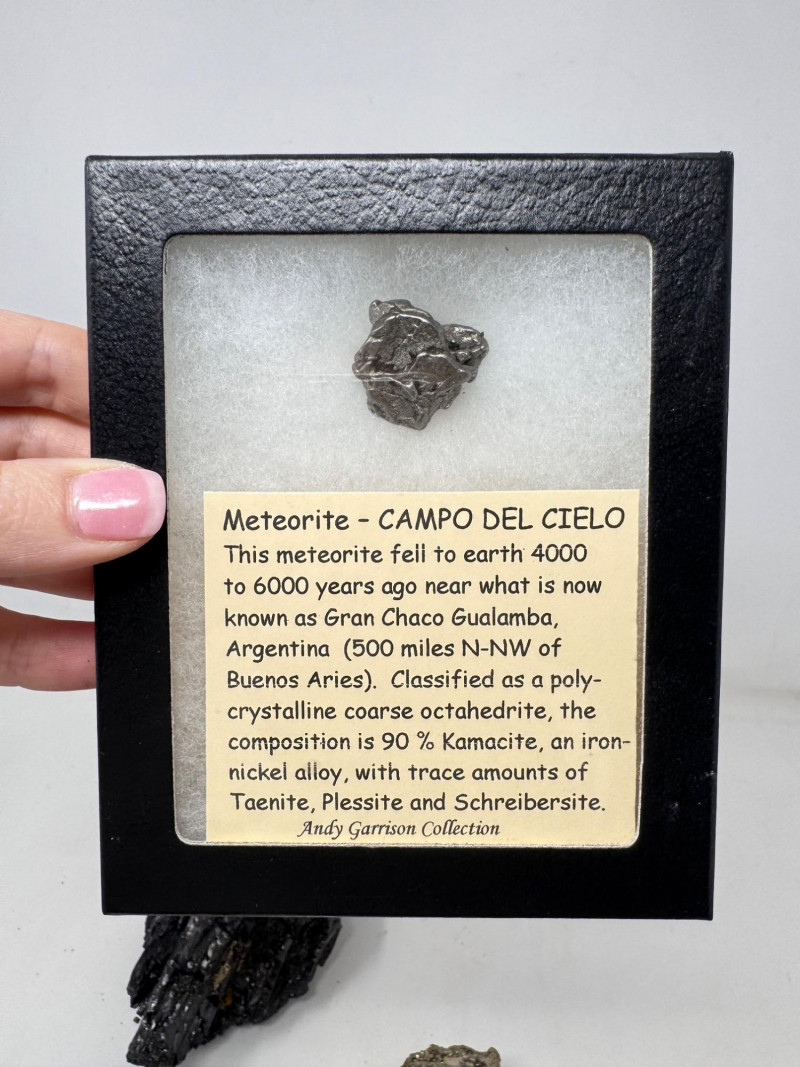 Meteorite – CAMPO DEL CIELO
This meteorite fell to earth 4000
to 6000 years ago near what is now
known as Gran Chaco Gualamba,
Argentina (500 miles N-NW of
Buenos Aries). Classified as a poly-
crystalline coarse octahedrite, the
composition is 90 % Kamacite, an iron-
nickel alloy, with trace amounts of
Taenite, Plessite and Schreibersite.
Andy Garrison Collection